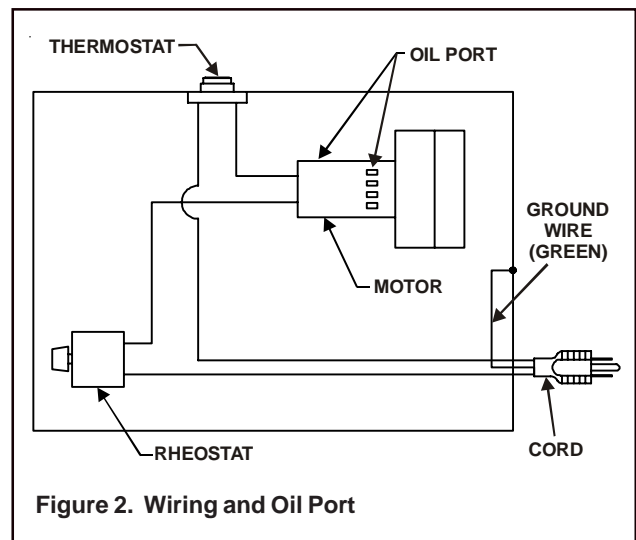 THERMOSTAT
OIL PORT
GROUND
WIRE
(GREEN)
MOTOR
RHEOSTAT
CORD
Figure 2. Wiring and Oil Port